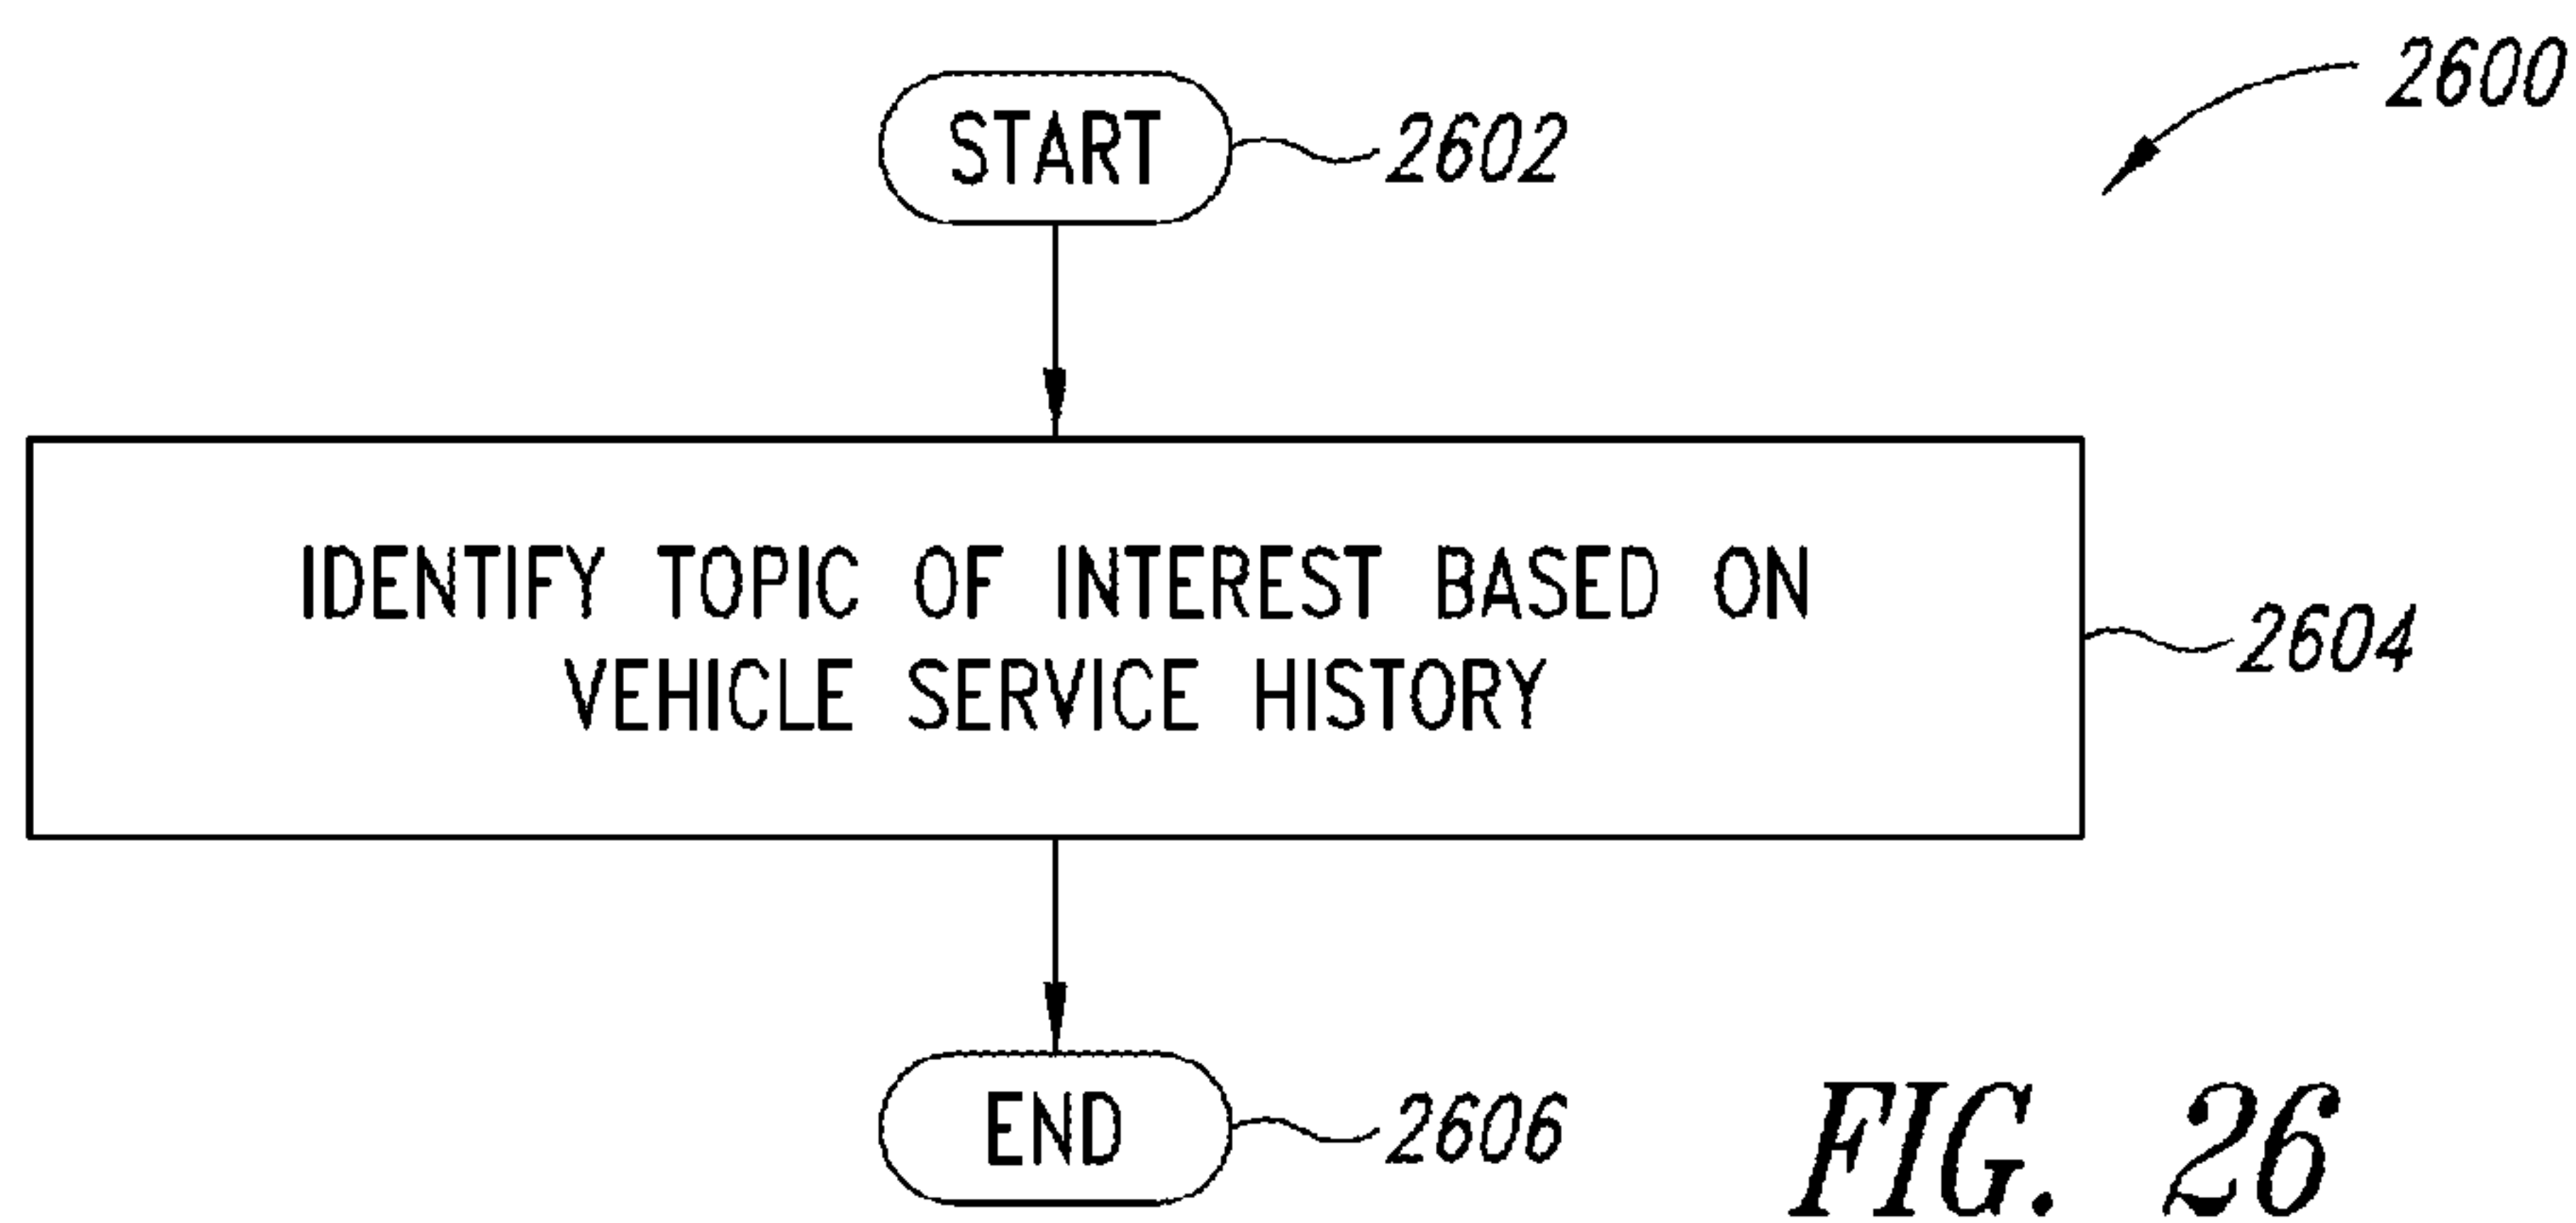 2600
START
2602
IDENTIFY TOPIC OF INTEREST BASED ON
VEHICLE SERVICE HISTORY
2604
END
2606
FIG. 26